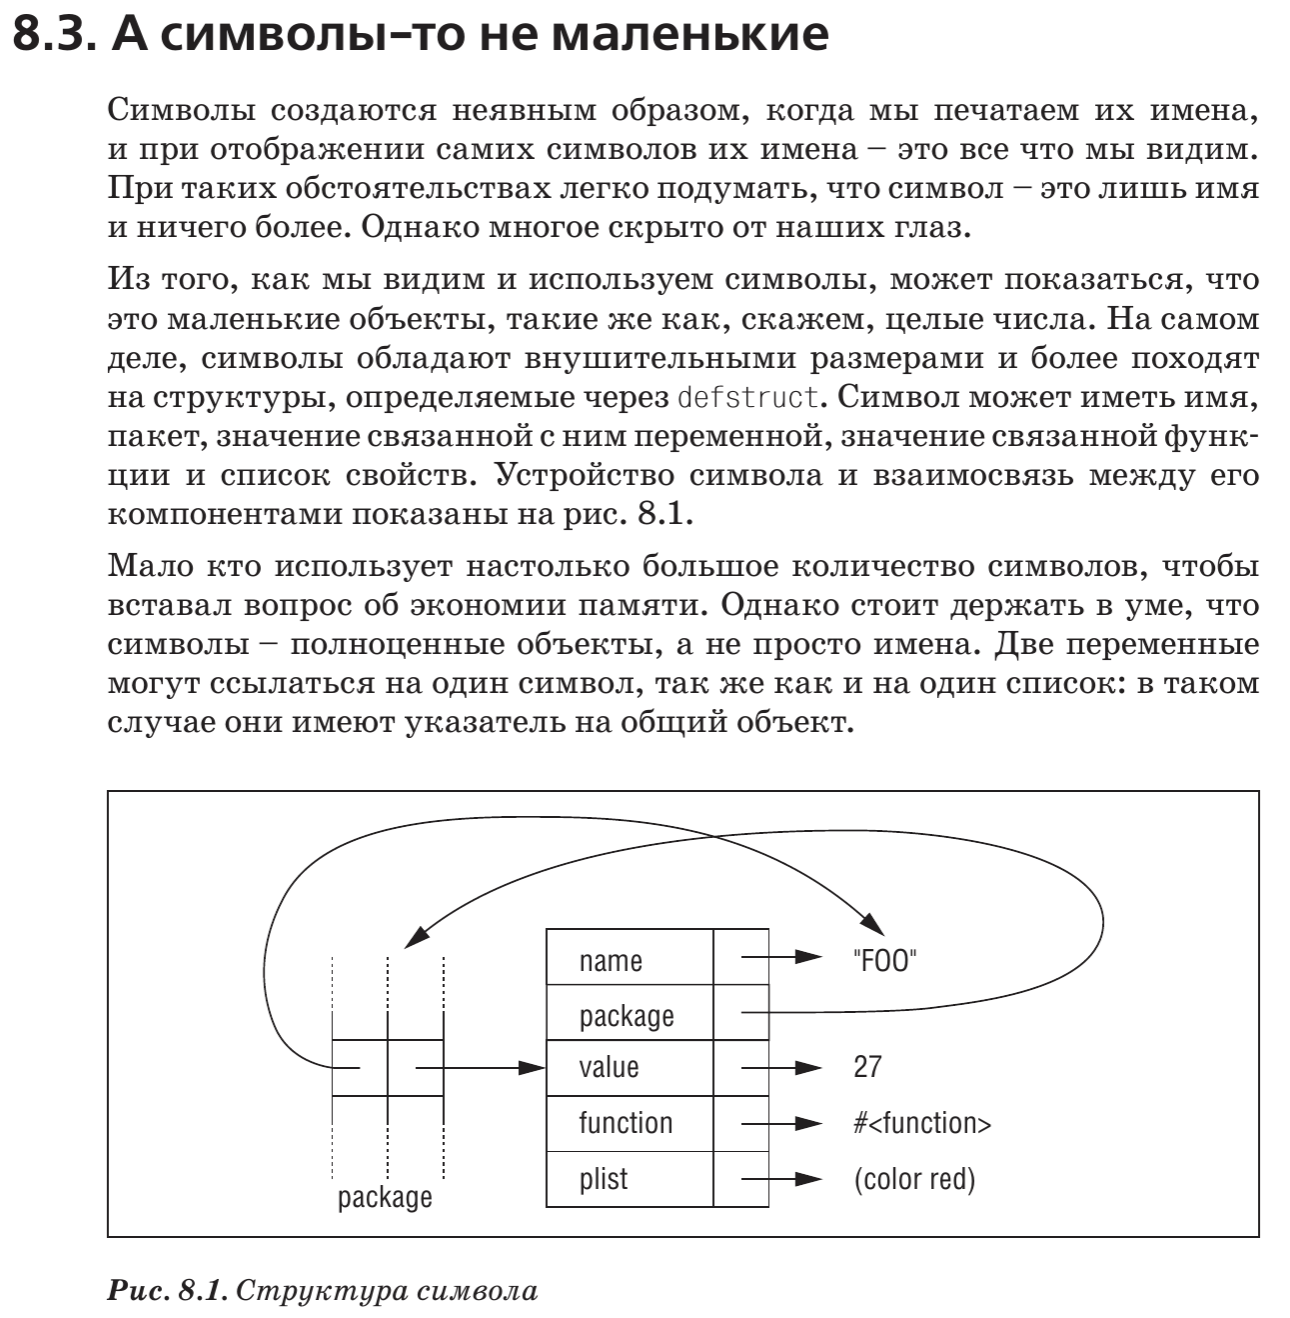 8.3. А символы–то не маленькие
Символы создаются неявным образом, когда мы печатаем их имена,
и при отображении самих символов их имена – это все что мы видим.
При таких обстоятельствах легко подумать, что символ – это лишь имя
и ничего более. Однако многое скрыто от наших глаз.
Из того, как мы видим и используем символы, может показаться, что
это маленькие объекты, такие же как, скажем, целые числа. На самом
деле, символы обладают внушительными размерами и более походят
на структуры, определяемые через defstruct. Символ может иметь имя,
пакет, значение связанной с ним переменной, значение связанной функ-
ции и список свойств. Устройство символа и взаимосвязь между его
компонентами показаны на рис. 8.1.
Мало кто использует настолько большое количество символов, чтобы
вставал вопрос об экономии памяти. Однако стоит держать в уме, что
символы – полноценные объекты, а не просто имена. Две переменные
могут ссылаться на один символ, так же как и на один список: в таком
случае они имеют указатель на общий объект.
name "FOO"
package
value 27
function #<function>
plist (color red)
package
Рис. 8.1. Структура символа